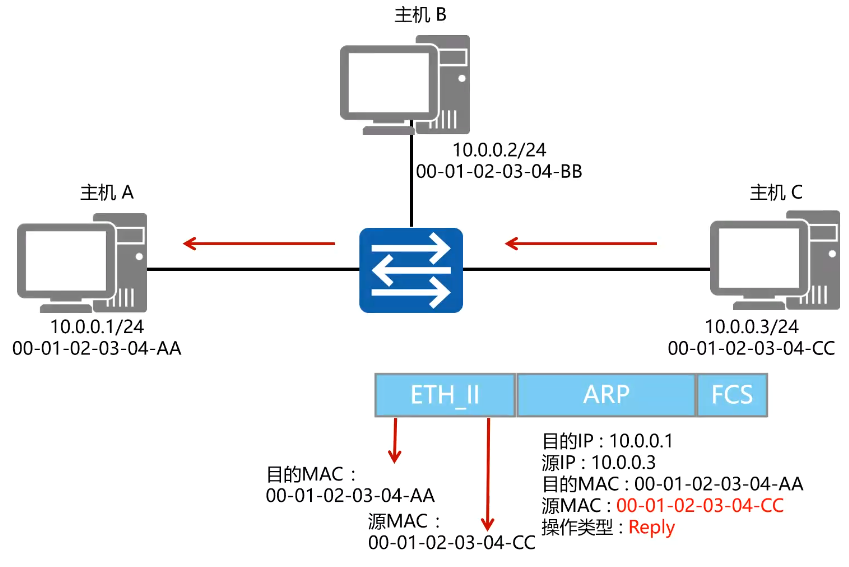 主机 B
10.0.0.2/24
00-01-02-03-04-BB
主机 A
主机 C
10.0.0.1/24
00-01-02-03-04-AA
10.0.0.3/24
00-01-02-03-04-CC
ETH_II
ARP
FCS
目的MAC：
00-01-02-03-04-AA
源MAC：
00-01-02-03-04-CC
目的IP : 10.0.0.1
源IP : 10.0.0.3
目的MAC : 00-01-02-03-04-AA
源MAC : 00-01-02-03-04-CC
操作类型 : Reply